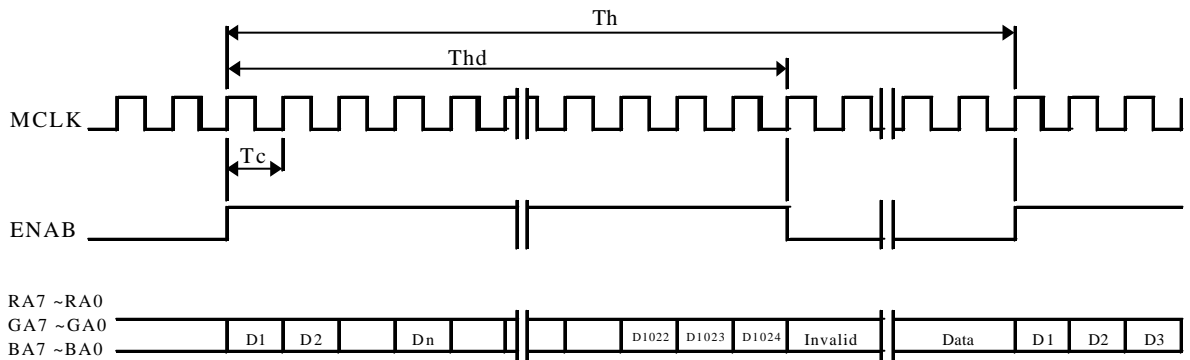 Th
Thd
MCLK
Tc
ENAB
RA7 ~RA0
GA7 ~GA0
BA7 ~BA0
D1 D2 Dn D1022 D1023 D1024 Invalid Data D1 D2 D3